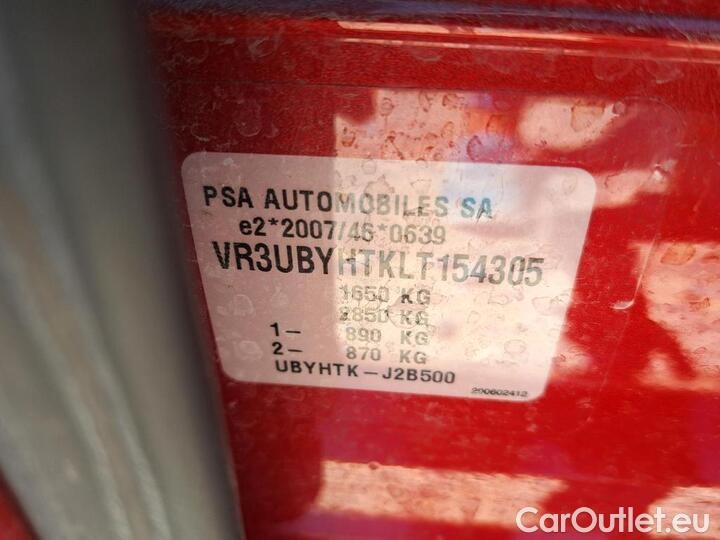 PSA AUTOMOBILES SA
e2*2007/46*0639
VR3UBYHTKLT154305
1650 KG
2850 KG
1- 890 KG
2- 870 KG
UBYHTK-J2B500
200602412
CarOutlet.eu